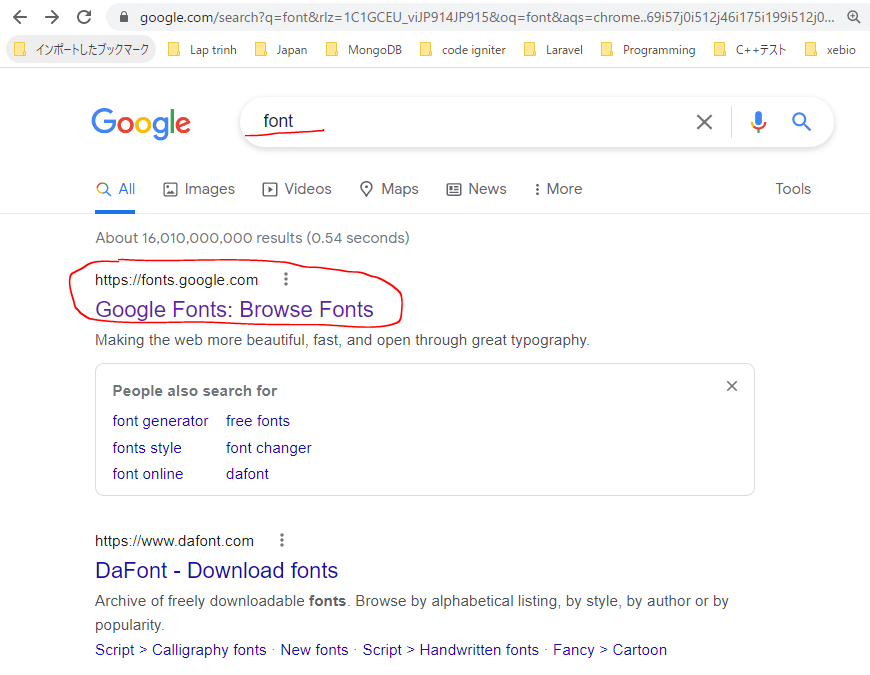 google.com/search?q=font&rlz=1C1GCEU_viJP914JP915&oq=font&aqs=chrome..69i57j0i512j46i175i199i512j0...
インポートしたブックマーク Lap trinh Japan MongoDB code igniter Laravel Programming C++テスト xebio
Google font
All Images Videos Maps News More Tools
About 16,010,000,000 results (0.54 seconds)
https://fonts.google.com
Google Fonts: Browse Fonts
Making the web more beautiful, fast, and open through great typography.
People also search for
font generator free fonts
fonts style font changer
font online dafont
https://www.dafont.com
DaFont - Download fonts
Archive of freely downloadable fonts. Browse by alphabetical listing, by style, by author or by
popularity.
Script > Calligraphy fonts · New fonts · Script > Handwritten fonts · Fancy > Cartoon